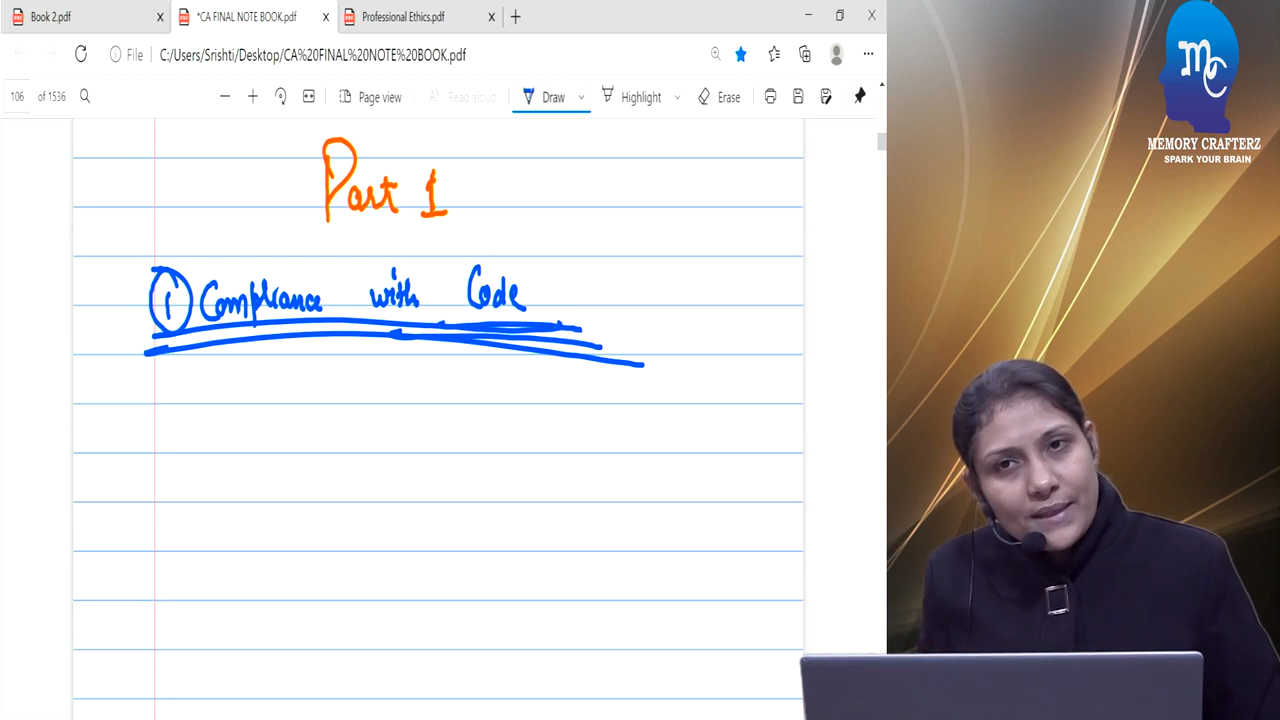 Book 2.pdf
*CA FINAL NOTE BOOK.pdf
Professional Ethics.pdf
File
C:/Users/Srishti/Desktop/CA%20FINAL%20NOTE%20BOOK.pdf
106 of 1536
Page view
Read aloud
Draw
Highlight
Erase
MC
MEMORY CRAFTERZ
SPARK YOUR BRAIN
Part 1
① Compliance with Code